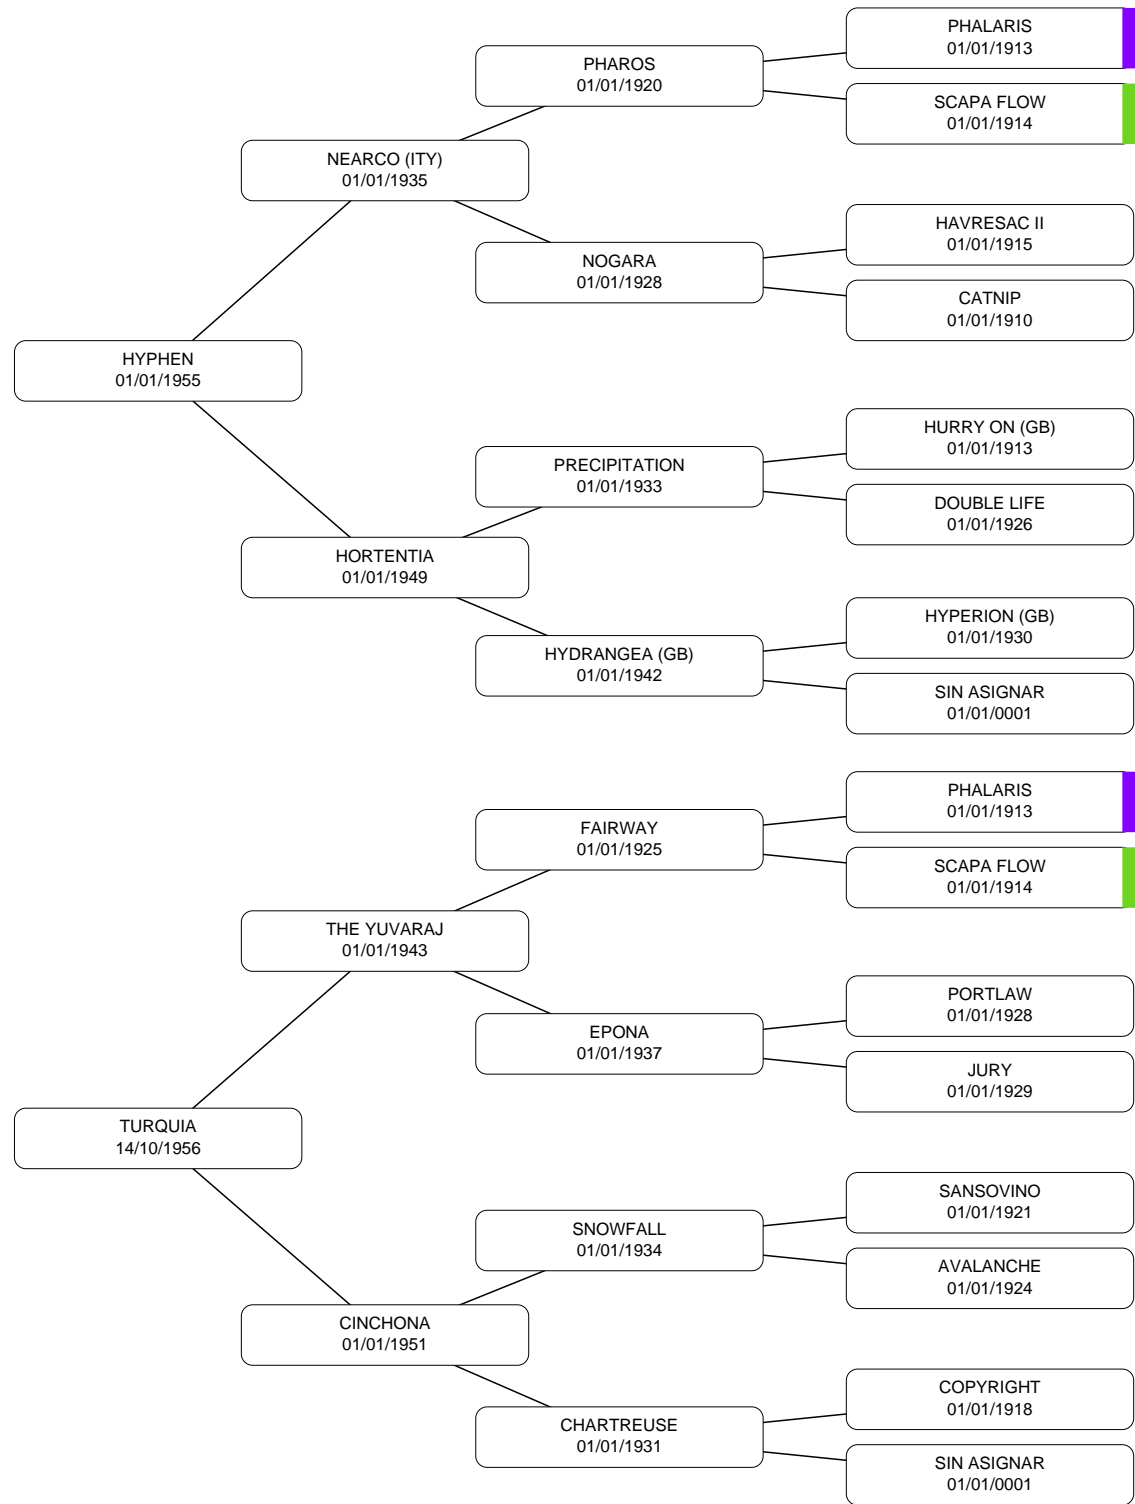 PHALARIS
01/01/1913
PHAROS
01/01/1920
SCAPA FLOW
01/01/1914
NEARCO (ITY)
01/01/1935
HAVRESAC II
01/01/1915
NOGARA
01/01/1928
CATNIP
01/01/1910
HYPHEN
01/01/1955
HURRY ON (GB)
01/01/1913
PRECIPITATION
01/01/1933
DOUBLE LIFE
01/01/1926
HORTENTIA
01/01/1949
HYPERION (GB)
01/01/1930
HYDRANGEA (GB)
01/01/1942
SIN ASIGNAR
01/01/0001
PHALARIS
01/01/1913
FAIRWAY
01/01/1925
SCAPA FLOW
01/01/1914
THE YUVARAJ
01/01/1943
PORTLAW
01/01/1928
EPONA
01/01/1937
JURY
01/01/1929
TURQUIA
14/10/1956
SANSOVINO
01/01/1921
SNOWFALL
01/01/1934
AVALANCHE
01/01/1924
CINCHONA
01/01/1951
COPYRIGHT
01/01/1918
CHARTREUSE
01/01/1931
SIN ASIGNAR
01/01/0001